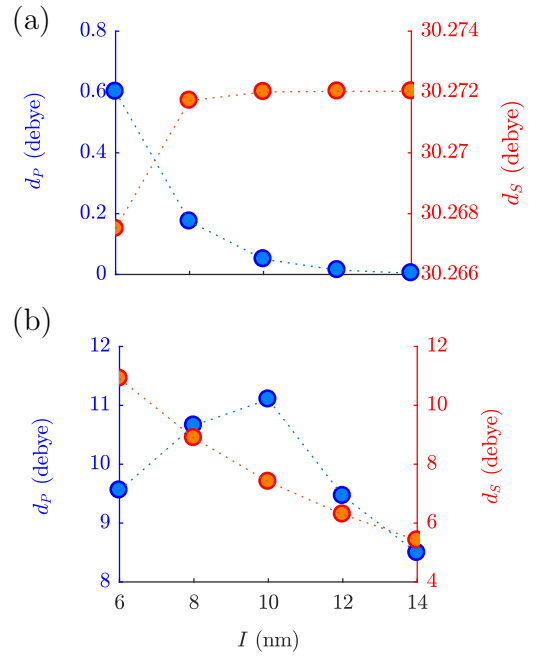 (a)
0.8
0.6
0.4
0.2
0
d_P (debye)
30.274
30.272
30.27
30.268
30.266
d_S (debye)
(b)
12
11
10
9
8
d_P (debye)
12
10
8
6
4
d_S (debye)
6 8 10 12 14
I (nm)